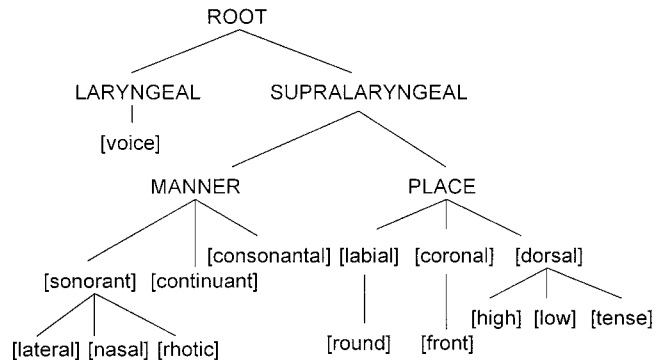 ROOT
LARYNGEAL SUPRALARYNGEAL
[voice]
MANNER PLACE
[consonantal] [labial] [coronal] [dorsal]
[sonorant] [continuant]
[high] [low] [tense]
[lateral] [nasal] [rhotic] [round] [front]